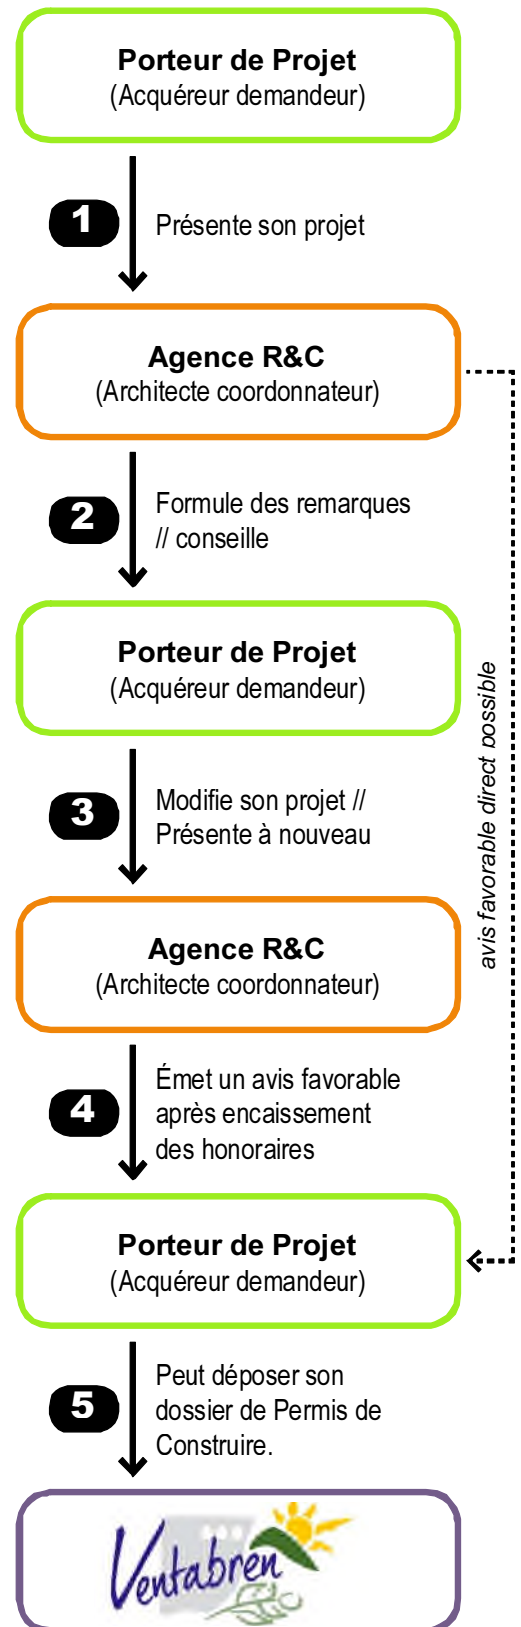 Porteur de Projet
(Acquéreur demandeur)
1
Présente son projet
Agence R&C
(Architecte coordonnateur)
2
Formule des remarques
// conseille
Porteur de Projet
(Acquéreur demandeur)
3
Modifie son projet //
Présente à nouveau
Agence R&C
(Architecte coordonnateur)
4
Émet un avis favorable
après encaissement
des honoraires
avis favorable direct possible
Porteur de Projet
(Acquéreur demandeur)
5
Peut déposer son
dossier de Permis de
Construire.
Ventabren